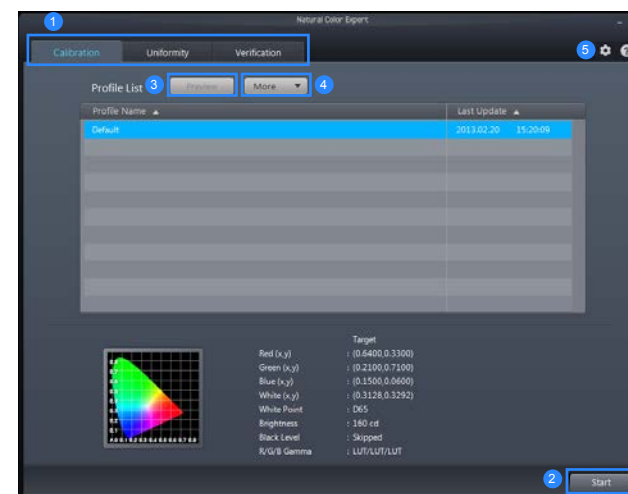 Natural Color Expert
1
Calibration Uniformity Verification
5
Profile List 3 Preview More 4
Profile Name Last Update
Default 2013.02.20 15:20:09
Target
Red (x,y) : (0.6400,0.3300)
Green (x,y) : (0.2100,0.7100)
Blue (x,y) : (0.1500,0.0600)
White (x,y) : (0.3128,0.3292)
White Point : D65
Brightness : 160 cd
Black Level : Skipped
R/G/B Gamma : LUT/LUT/LUT
2 Start